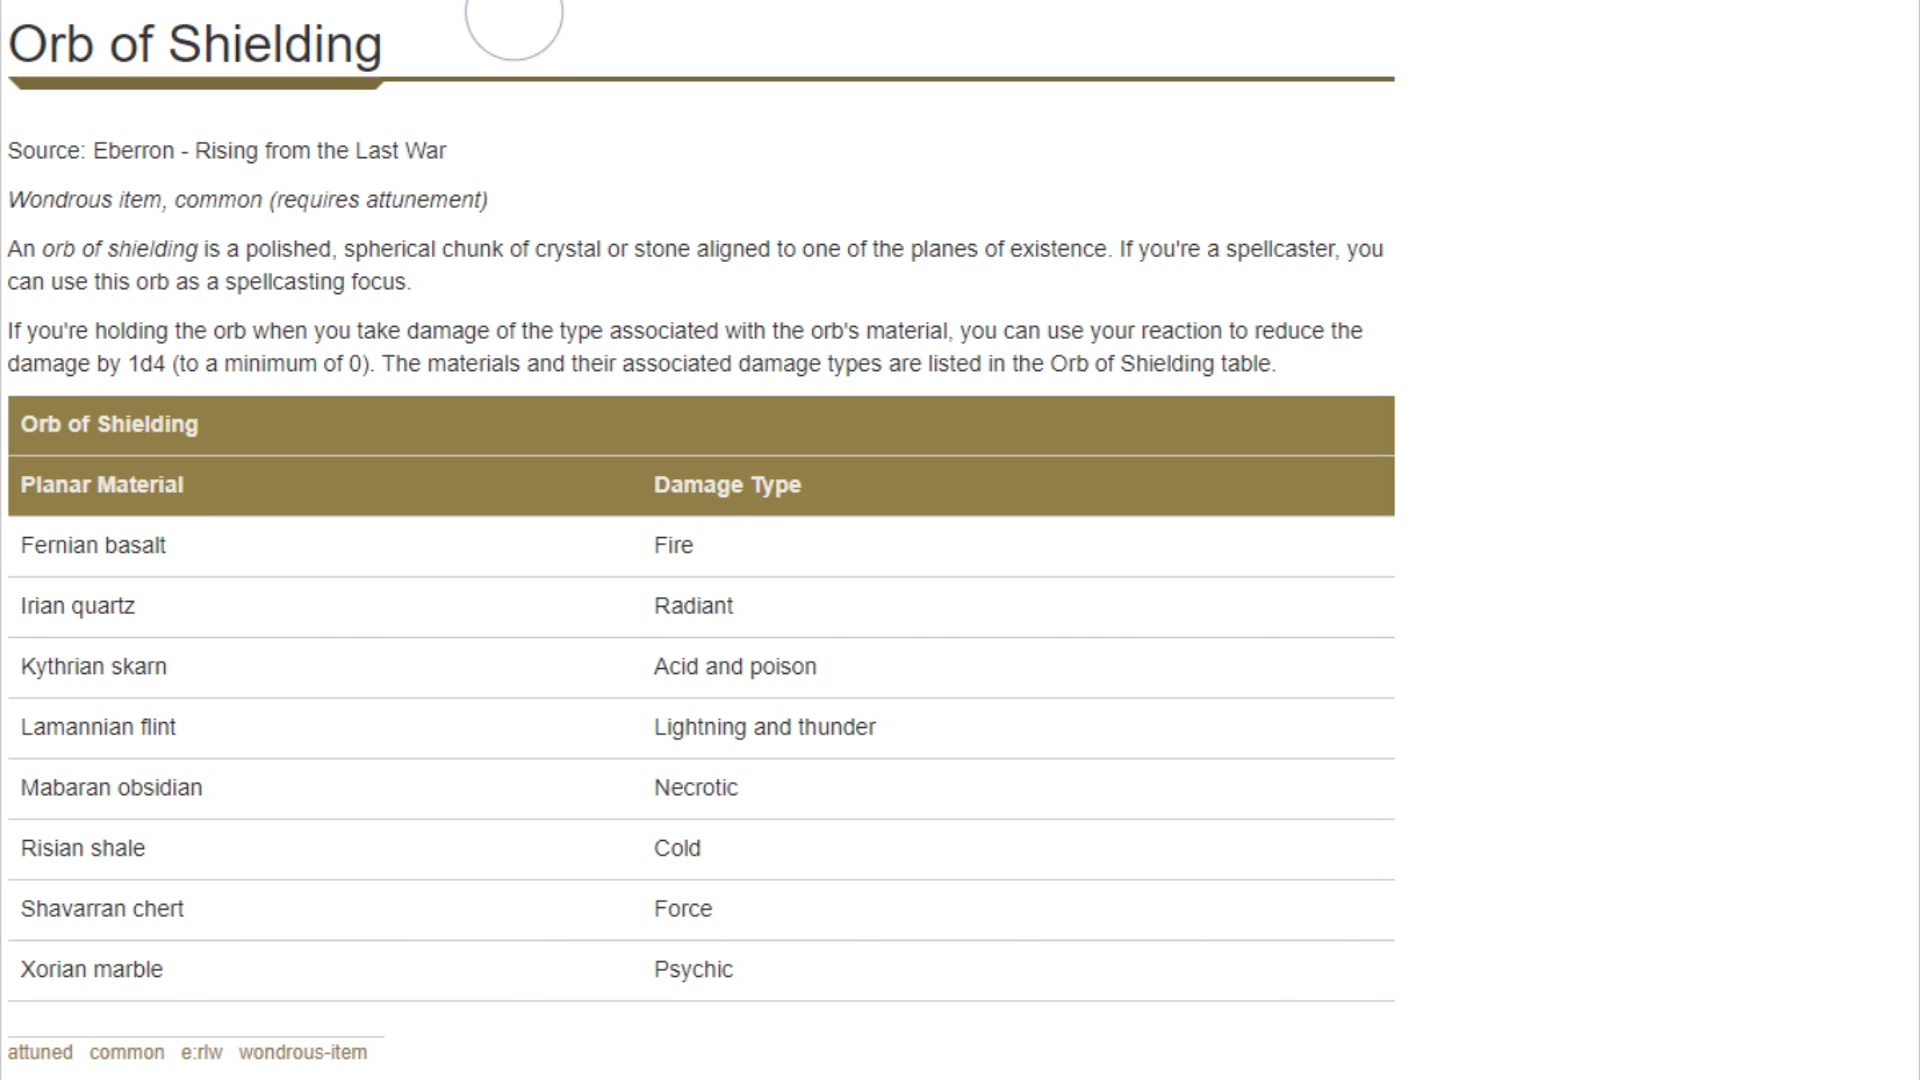 Orb of Shielding
Source: Eberron - Rising from the Last War
Wondrous item, common (requires attunement)
An orb of shielding is a polished, spherical chunk of crystal or stone aligned to one of the planes of existence. If you're a spellcaster, you
can use this orb as a spellcasting focus.
If you're holding the orb when you take damage of the type associated with the orb's material, you can use your reaction to reduce the
damage by 1d4 (to a minimum of 0). The materials and their associated damage types are listed in the Orb of Shielding table.
Orb of Shielding
Planar Material Damage Type
Fernian basalt Fire
Irian quartz Radiant
Kythrian skarn Acid and poison
Lamannian flint Lightning and thunder
Mabaran obsidian Necrotic
Risian shale Cold
Shavarran chert Force
Xorian marble Psychic
attuned common e:rlw wondrous-item